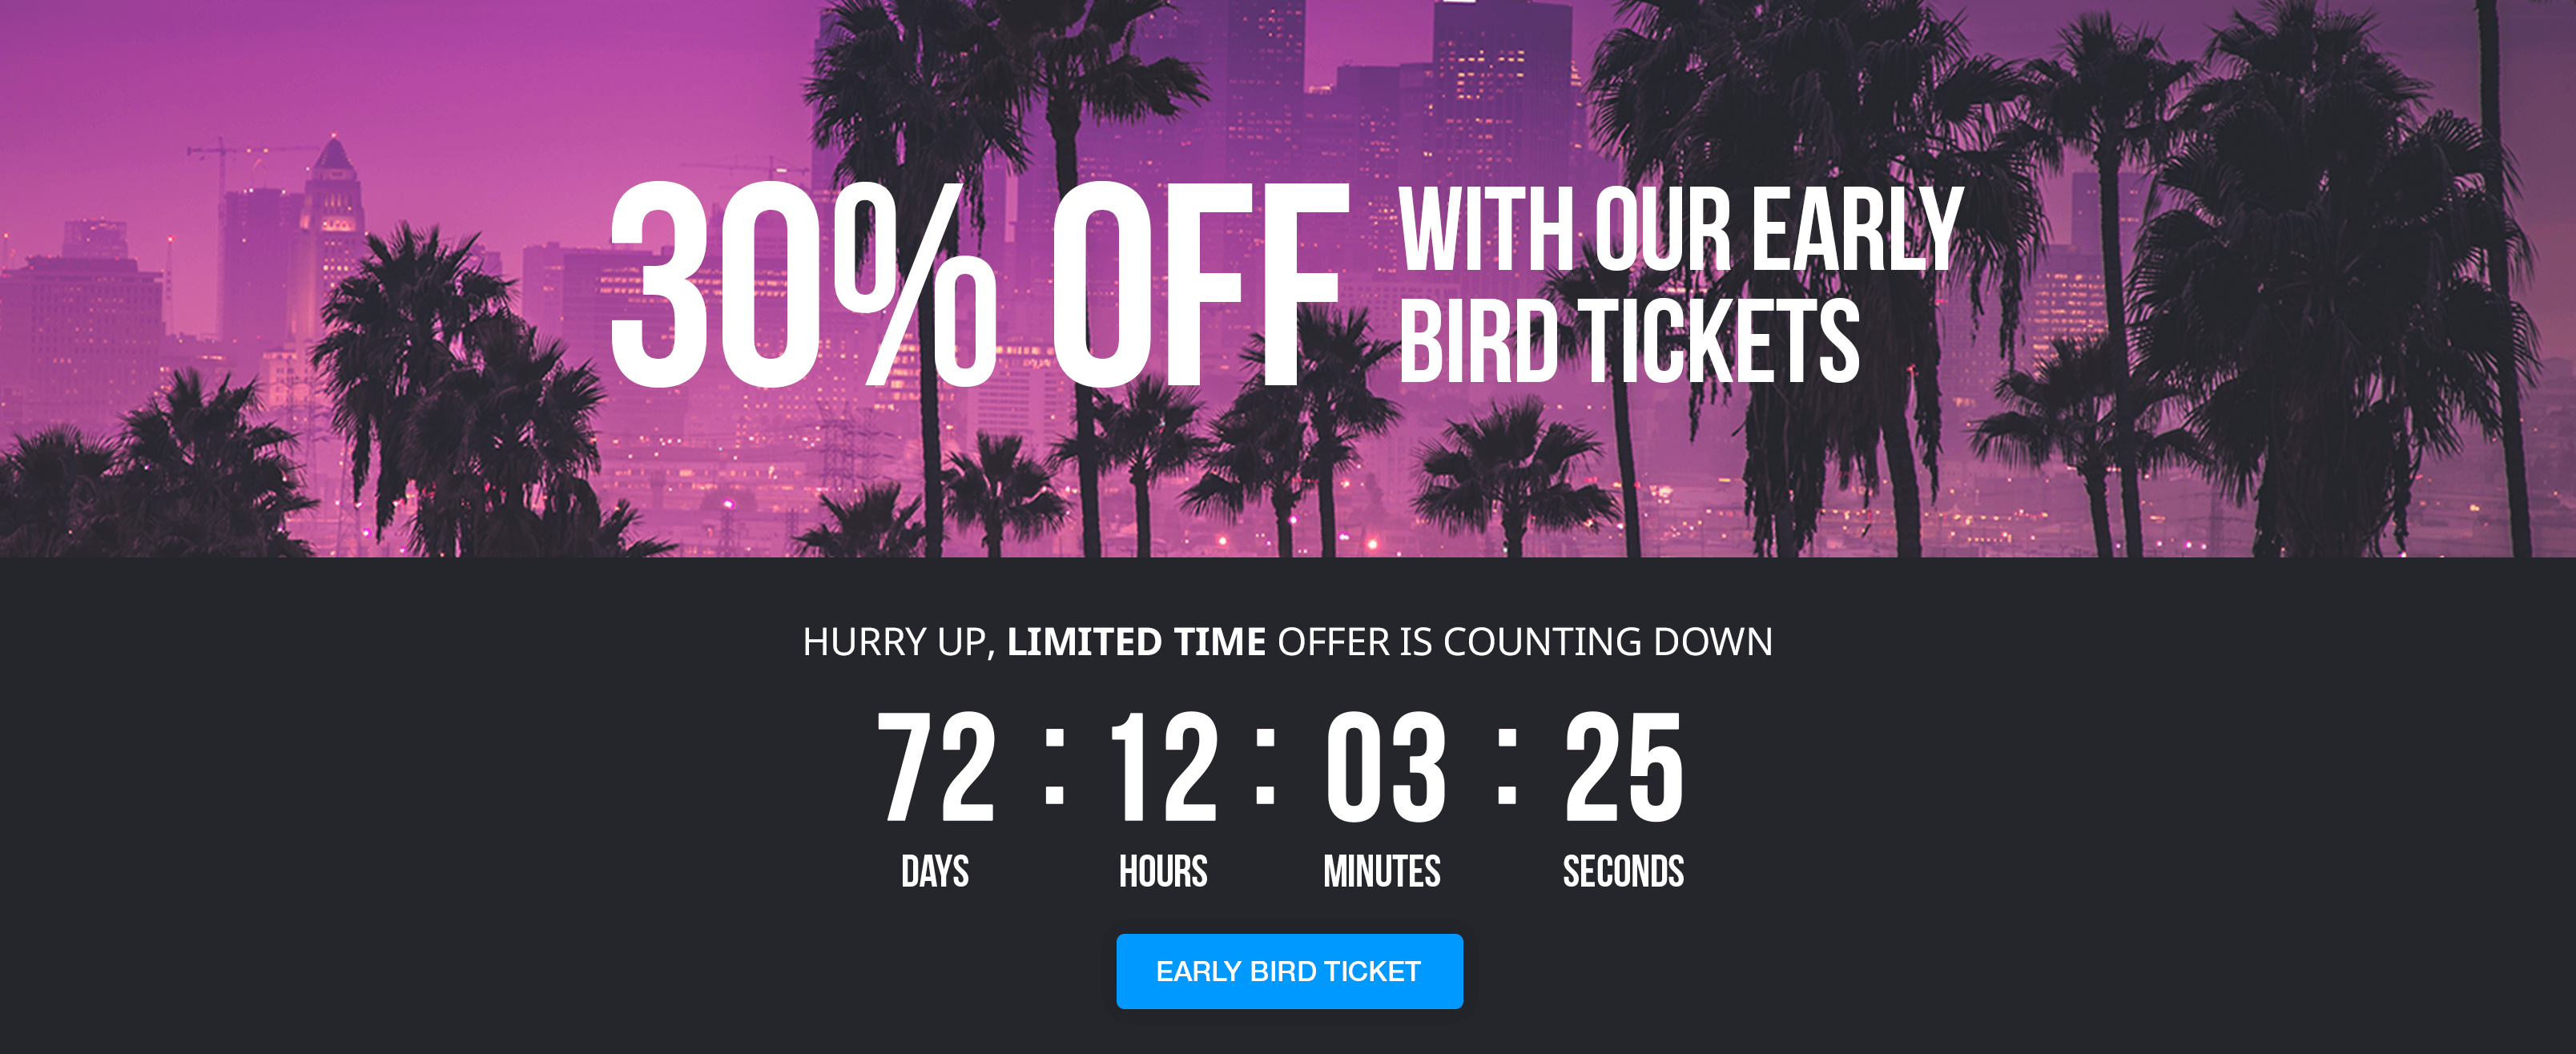 30% OFF
WITH OUR EARLY
BIRD TICKETS
HURRY UP, LIMITED TIME OFFER IS COUNTING DOWN
72 : 12 : 03 : 25
DAYS HOURS MINUTES SECONDS
EARLY BIRD TICKET